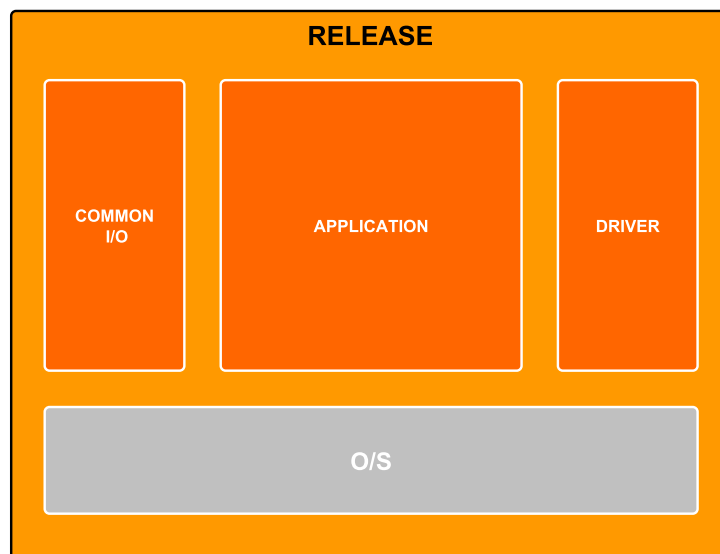 RELEASE
COMMON
I/O
APPLICATION
DRIVER
O/S